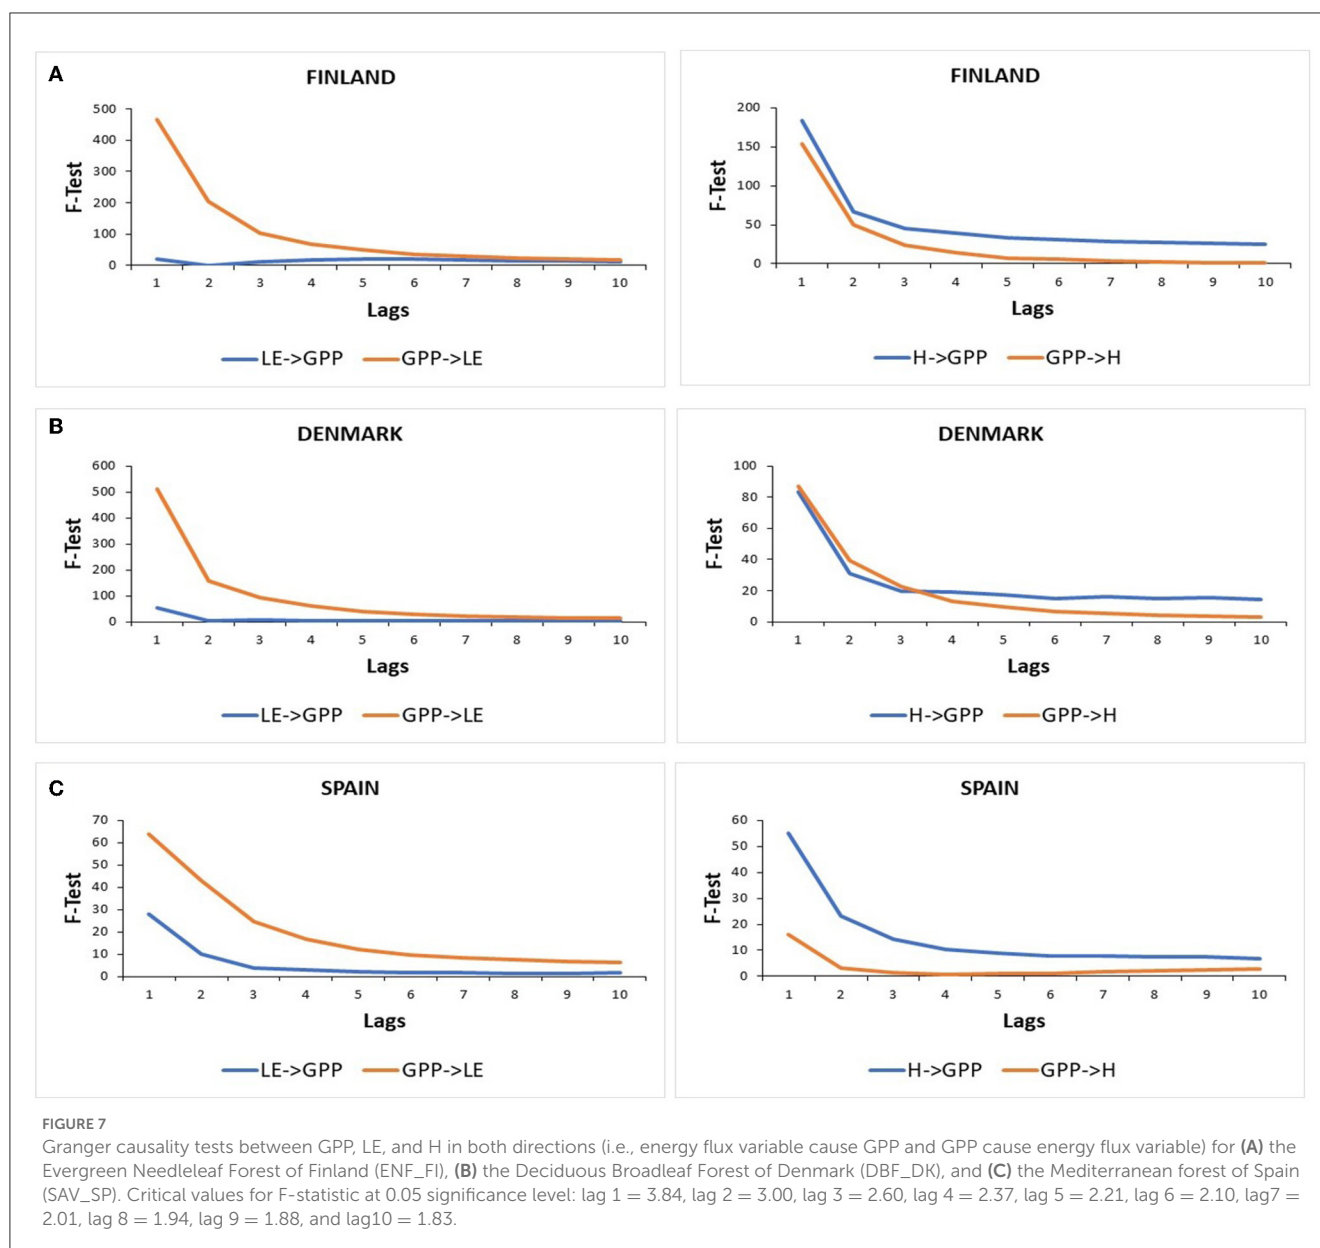 A
FINLAND
500
400
300
200
100
0
F-Test
1 2 3 4 5 6 7 8 9 10
Lags
LE->GPP GPP->LE
FINLAND
200
150
100
50
0
F-Test
1 2 3 4 5 6 7 8 9 10
Lags
H->GPP GPP->H
B
DENMARK
600
500
400
300
200
100
0
F-Test
1 2 3 4 5 6 7 8 9 10
Lags
LE->GPP GPP->LE
DENMARK
100
80
60
40
20
0
F-Test
1 2 3 4 5 6 7 8 9 10
Lags
H->GPP GPP->H
C
SPAIN
70
60
50
40
30
20
10
0
F-Test
1 2 3 4 5 6 7 8 9 10
Lags
LE->GPP GPP->LE
SPAIN
60
50
40
30
20
10
0
F-Test
1 2 3 4 5 6 7 8 9 10
Lags
H->GPP GPP->H
FIGURE 7
Granger causality tests between GPP, LE, and H in both directions (i.e., energy flux variable cause GPP and GPP cause energy flux variable) for (A) the
Evergreen Needleleaf Forest of Finland (ENF_FI), (B) the Deciduous Broadleaf Forest of Denmark (DBF_DK), and (C) the Mediterranean forest of Spain
(SAV_SP). Critical values for F-statistic at 0.05 significance level: lag 1 = 3.84, lag 2 = 3.00, lag 3 = 2.60, lag 4 = 2.37, lag 5 = 2.21, lag 6 = 2.10, lag7 =
2.01, lag 8 = 1.94, lag 9 = 1.88, and lag10 = 1.83.